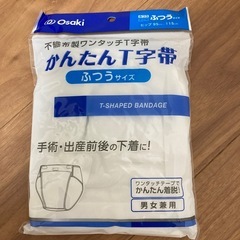 Osaki
ふつうサイズ
不織布製ワンタッチT字帯
かんたんT字帯
ふつうサイズ
T-SHAPED BANDAGE
手術・出産前後の下着に!
ワンタッチテープで
かんたん着脱!
男女兼用